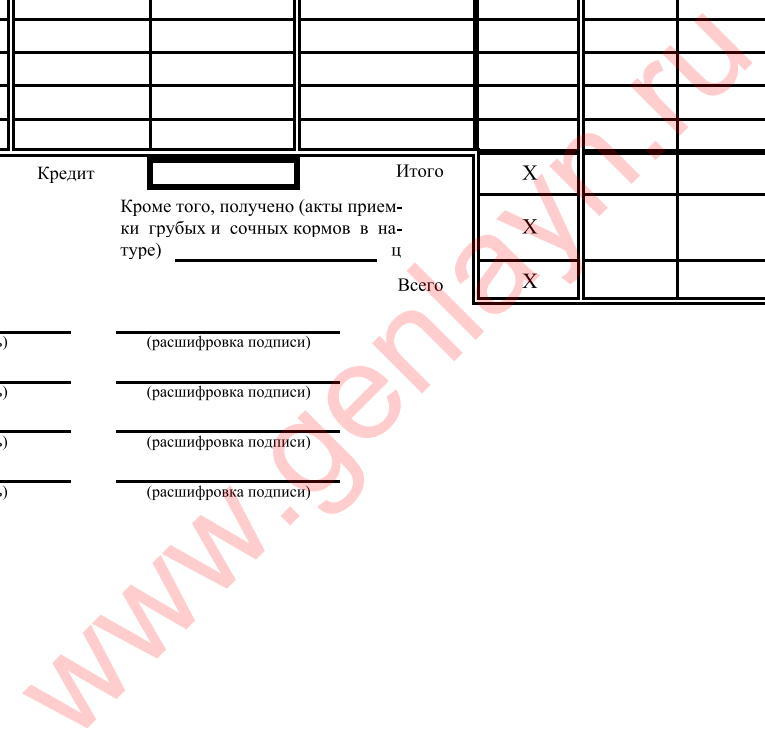 Кредит
Итого
X
Кроме того, получено (акты прием-
ки грубых и сочных кормов в на-
туре) ц
X
Всего
X
ь)
(расшифровка подписи)
ь)
(расшифровка подписи)
ь)
(расшифровка подписи)
ь)
(расшифровка подписи)
www.genlayn.ru